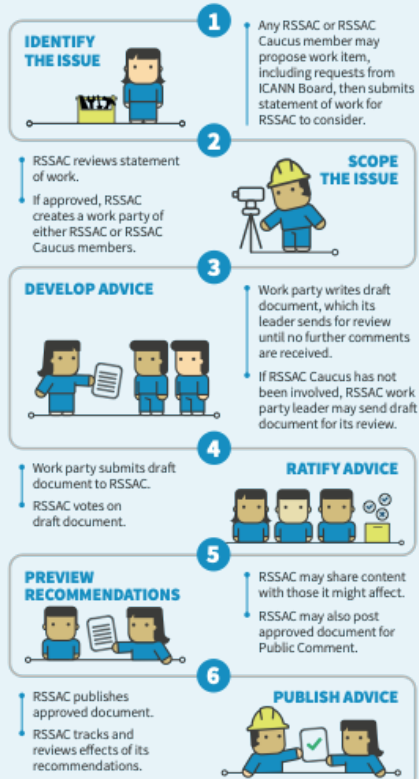 1
IDENTIFY
THE ISSUE
Any RSSAC or RSSAC
Caucus member may
propose work item,
including requests from
ICANN Board, then submits
statement of work for
RSSAC to consider.
2
RSSAC reviews statement
of work.
If approved, RSSAC
creates a work party of
either RSSAC or RSSAC
Caucus members.
SCOPE
THE ISSUE
3
DEVELOP ADVICE
Work party writes draft
document, which its
leader sends for review
until no further comments
are received.
If RSSAC Caucus has not
been involved, RSSAC work
party leader may send draft
document for its review.
4
Work party submits draft
document to RSSAC.
RSSAC votes on
draft document.
RATIFY ADVICE
5
PREVIEW
RECOMMENDATIONS
RSSAC may share content
with those it might affect.
RSSAC may also post
approved document for
Public Comment.
6
RSSAC publishes
approved document.
RSSAC tracks and
reviews effects of its
recommendations.
PUBLISH ADVICE